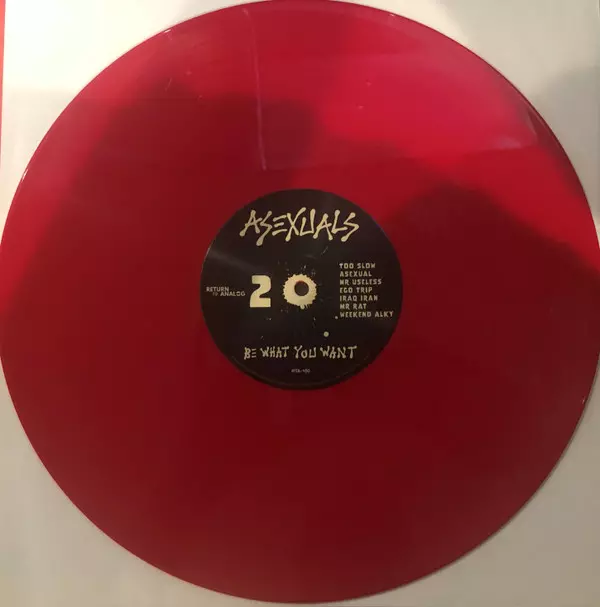 ASEXUALS
RETURN
TO ANALOG
2
TOO SLOW
ASEXUAL
MR USELESS
EGO TRIP
IRAQ IRAN
MR RAT
WEEKEND ALKY
BE WHAT YOU WANT